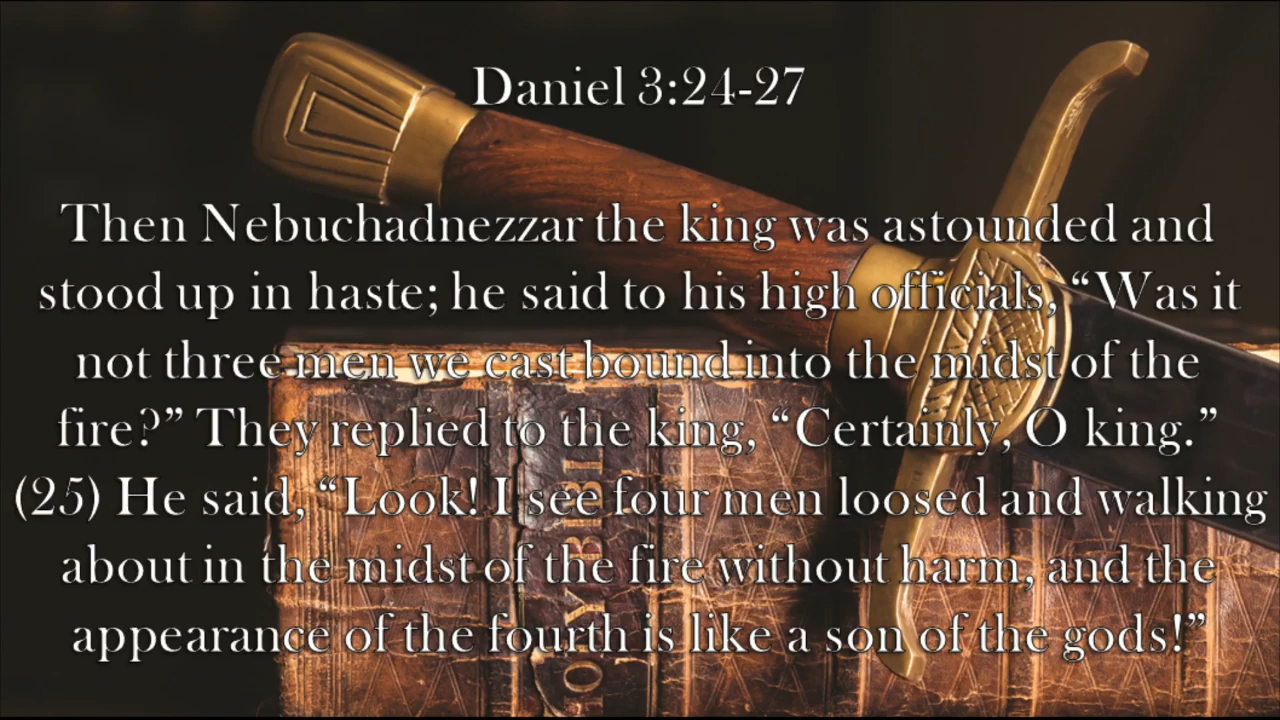 Daniel 3:24-27
Then Nebuchadnezzar the king was astounded and
stood up in haste; he said to his high officials, “Was it
not three men we cast bound into the midst of the
fire?” They replied to the king, “Certainly, O king.”
(25) He said, “Look! I see four men loosed and walking
about in the midst of the fire without harm, and the
appearance of the fourth is like a son of the gods!”
OLY BIBL